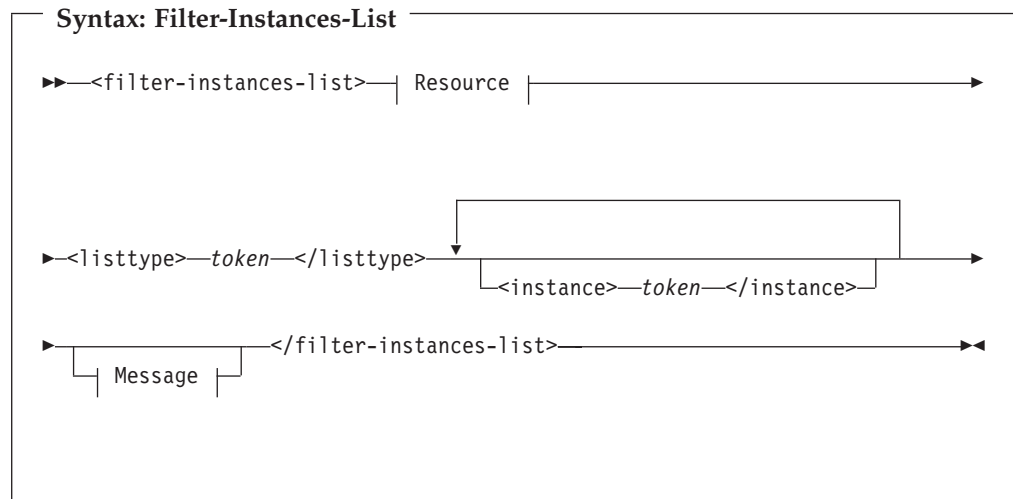 Syntax: Filter-Instances-List
<filter-instances-list> Resource
<listtype> token </listtype>
<instance> token </instance>
</filter-instances-list>
Message